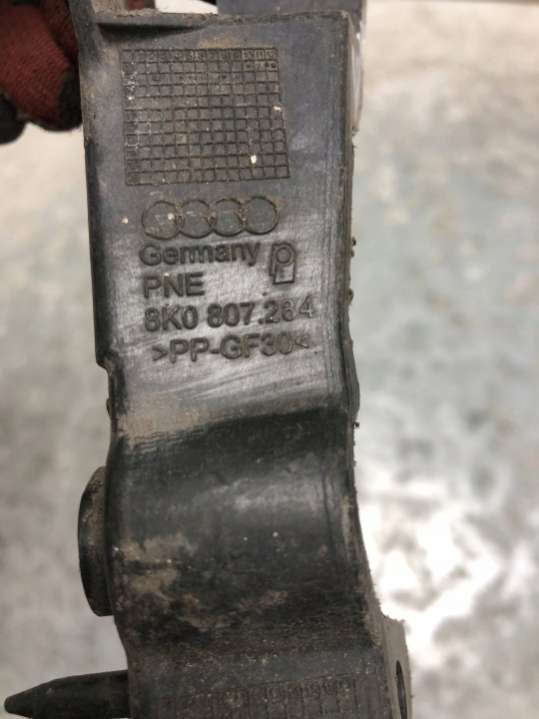 Germany
PNE
8K0 807.284
>PP-GF30<